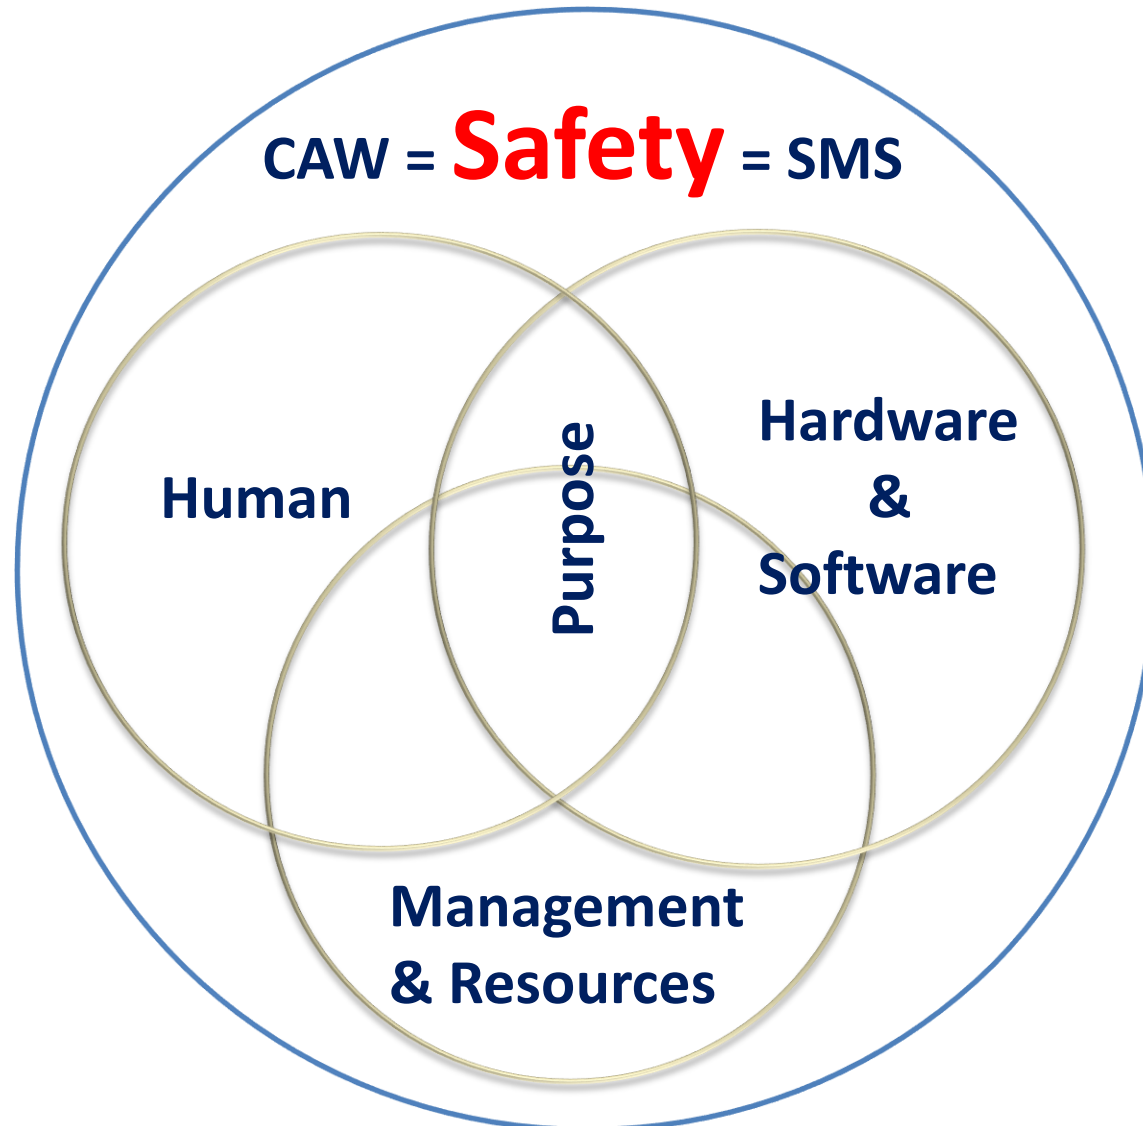 CAW = Safety = SMS
Human
Purpose
Hardware
&
Software
Management
& Resources